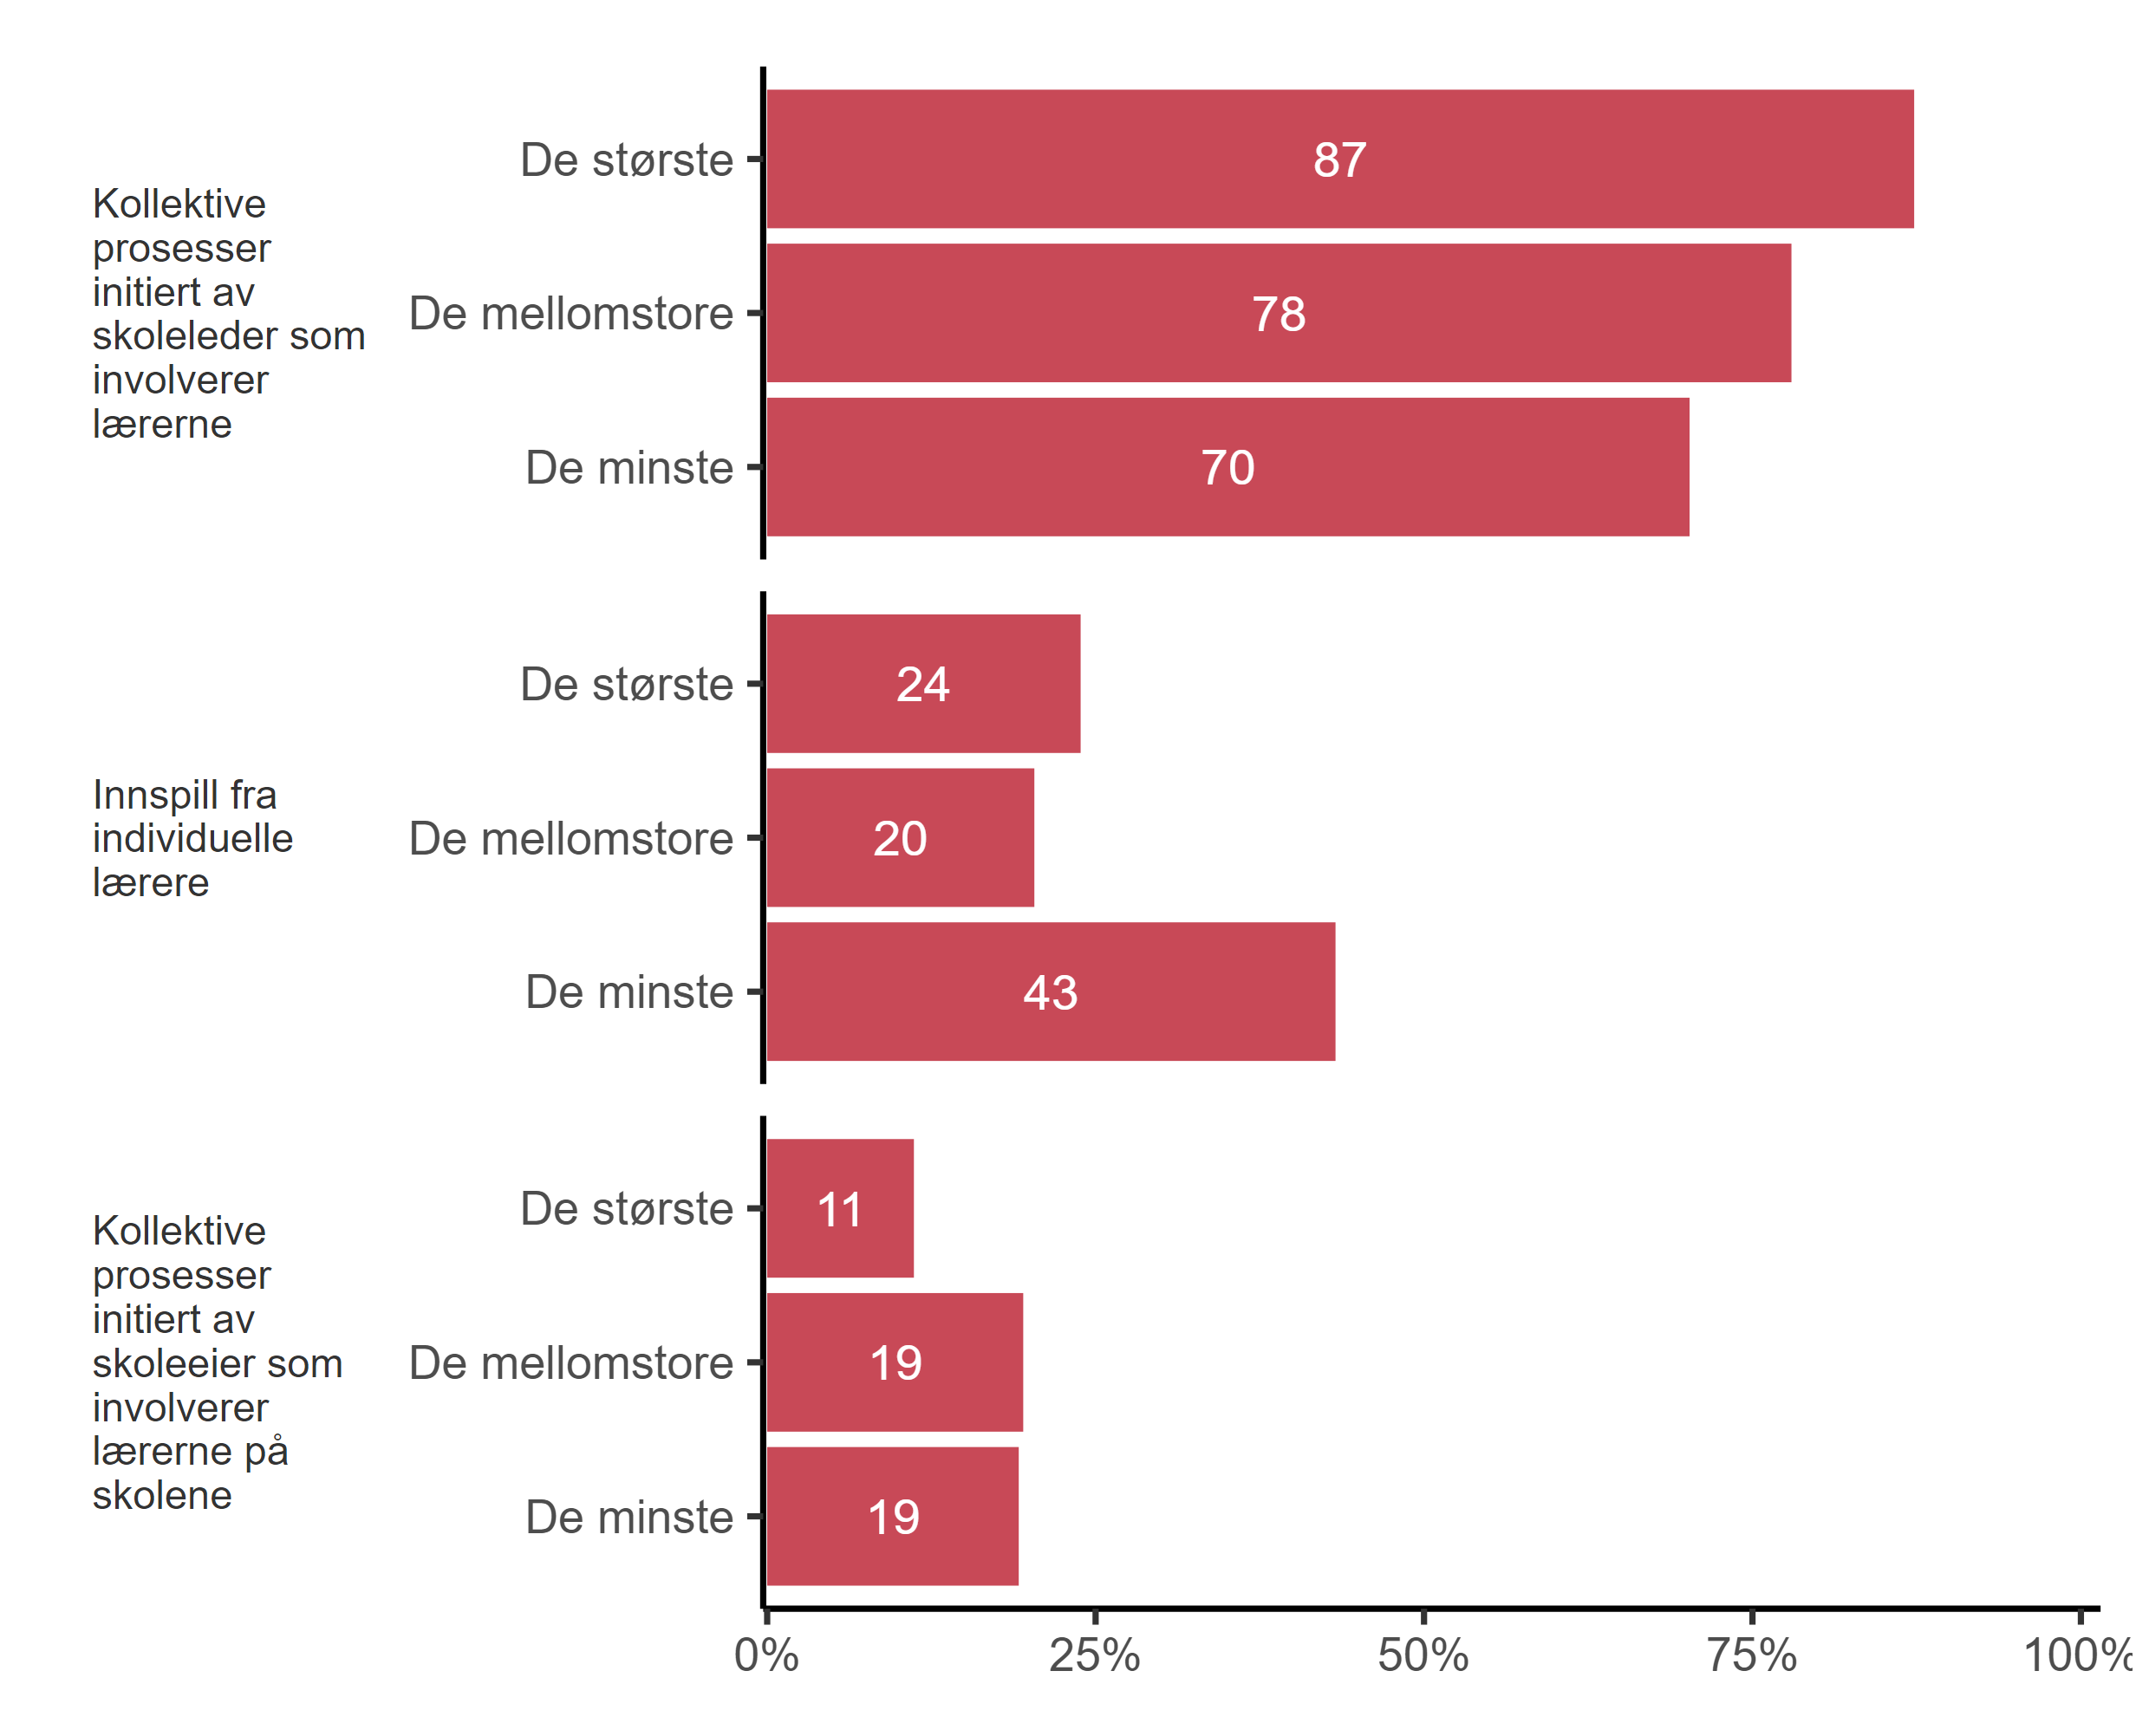 Kollektive
prosesser
initiert av
skoleleder som
involverer
lærerne
De største
87
De mellomstore
78
De minste
70
Innspill fra
individuelle
lærere
De største
24
De mellomstore
20
De minste
43
Kollektive
prosesser
initiert av
skoleeier som
involverer
lærerne på
skolene
De største
11
De mellomstore
19
De minste
19
0% 25% 50% 75% 100%